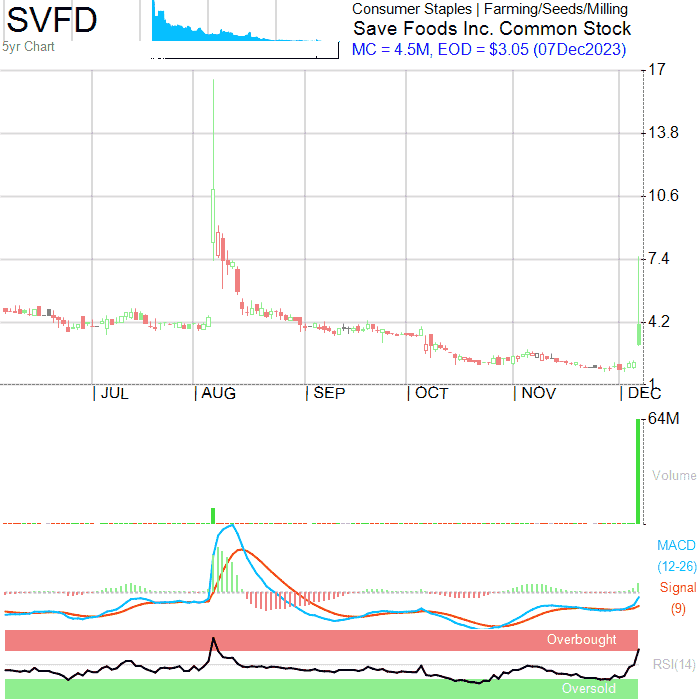 SVFD
5yr Chart
Consumer Staples | Farming/Seeds/Milling
Save Foods Inc. Common Stock
MC = 4.5M, EOD = $3.05 (07Dec2023)
17
13.8
10.6
7.4
4.2
1
| JUL | AUG | SEP | OCT | NOV | DEC
64M
Volume
MACD
(12-26)
Signal
(9)
Overbought
RSI(14)
Oversold